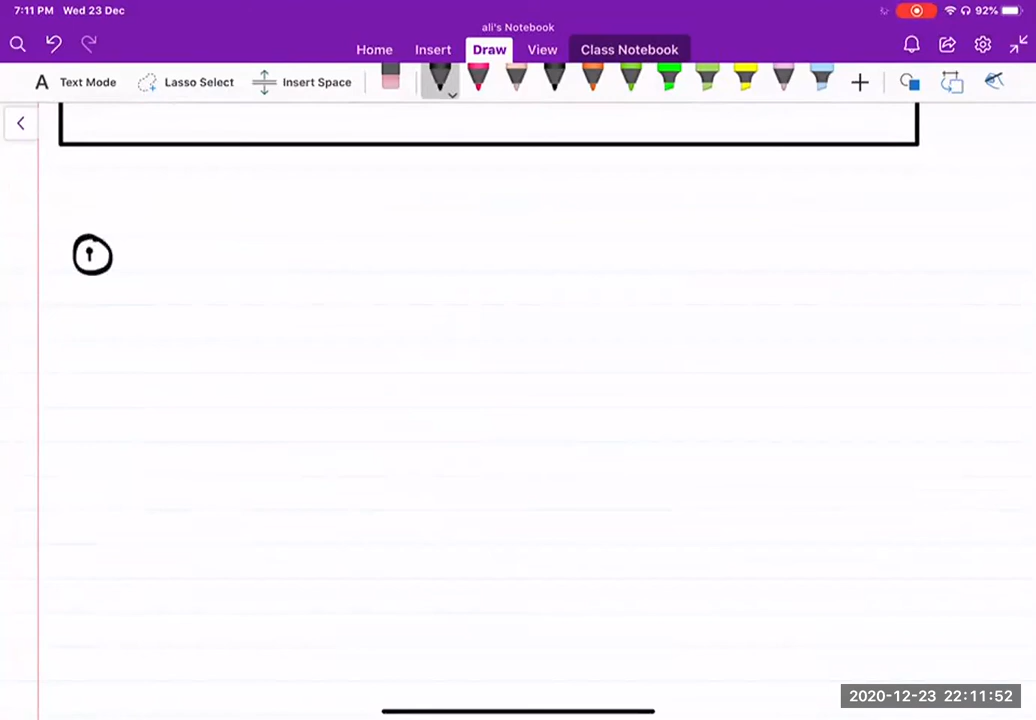 7:11 PM Wed 23 Dec
92%
ali's Notebook
Home Insert Draw View Class Notebook
A Text Mode Lasso Select Insert Space
2020-12-23 22:11:52